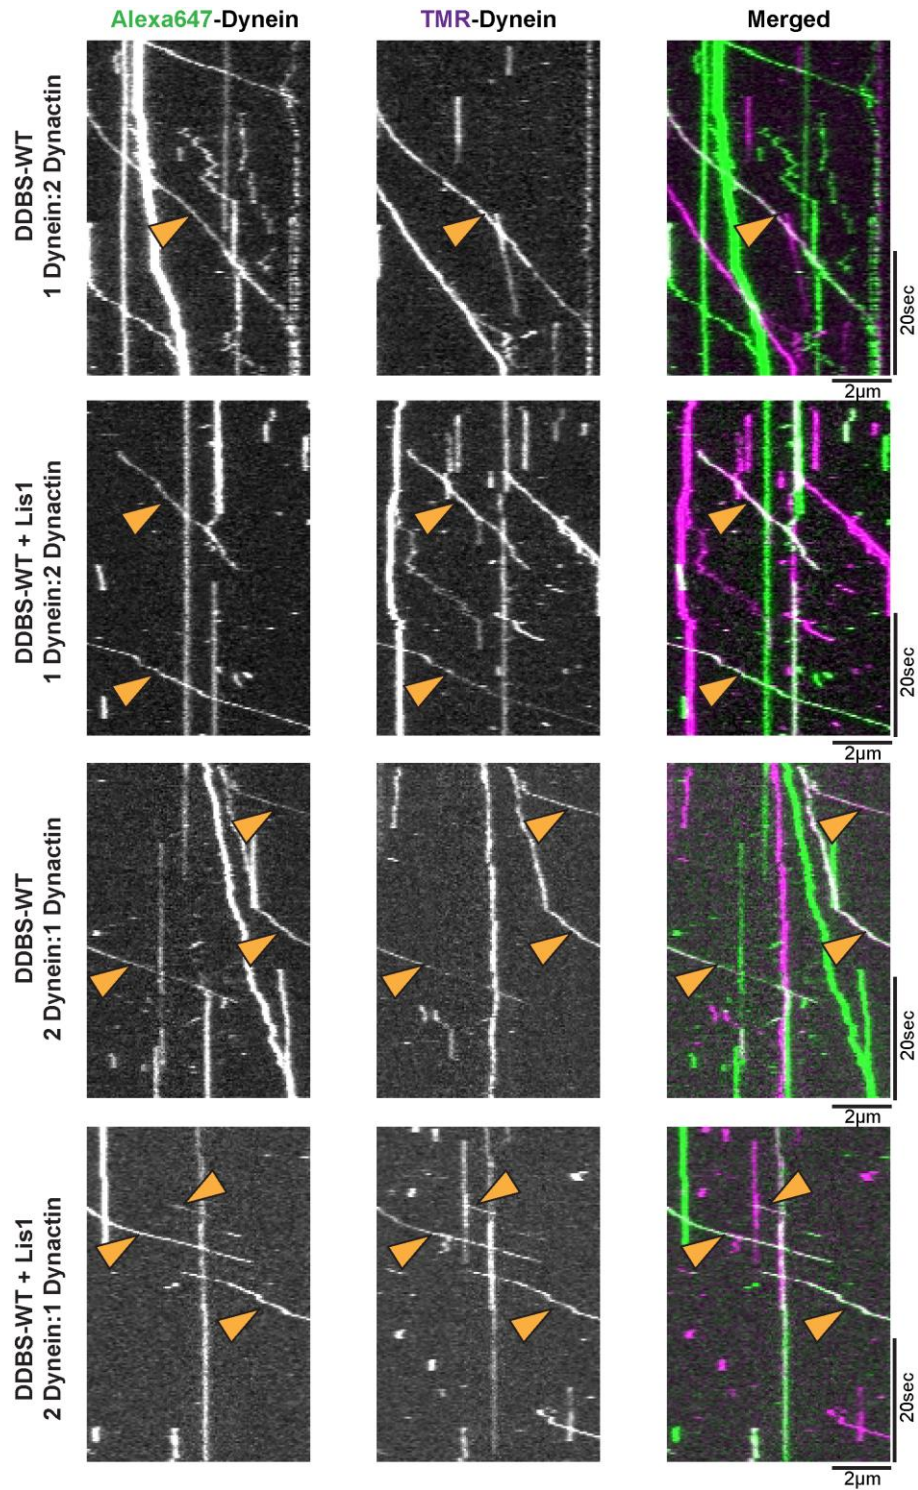 Alexa647-Dynein
TMR-Dynein
Merged
DDBS-WT
1 Dynein:2 Dynactin
20sec
2µm
DDBS-WT + Lis1
1 Dynein:2 Dynactin
20sec
2µm
DDBS-WT
2 Dynein:1 Dynactin
20sec
2µm
DDBS-WT + Lis1
2 Dynein:1 Dynactin
20sec
2µm